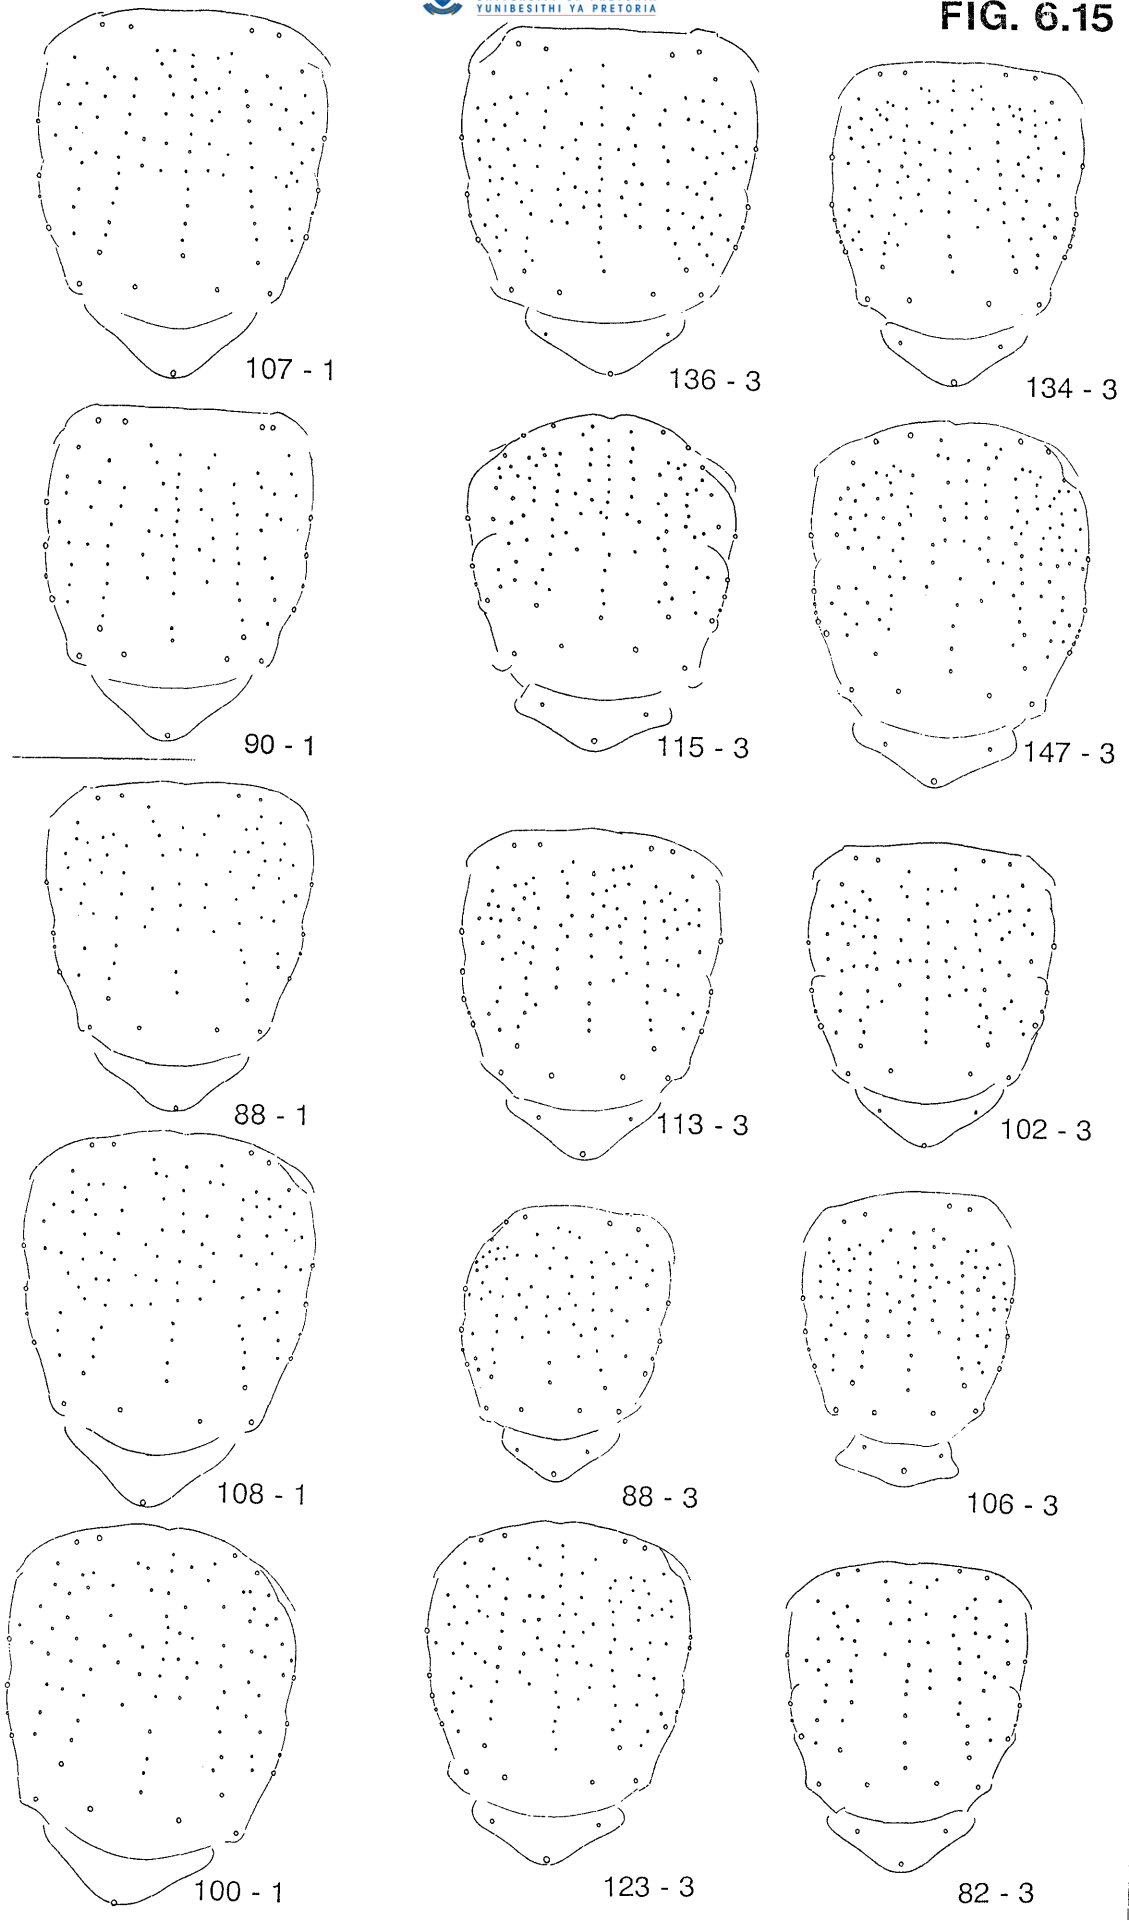 YUNIBESITHI YA PRETORIA
FIG. 6.15
107 - 1
136 - 3
134 - 3
90 - 1
115 - 3
147 - 3
88 - 1
113 - 3
102 - 3
108 - 1
88 - 3
106 - 3
100 - 1
123 - 3
82 - 3